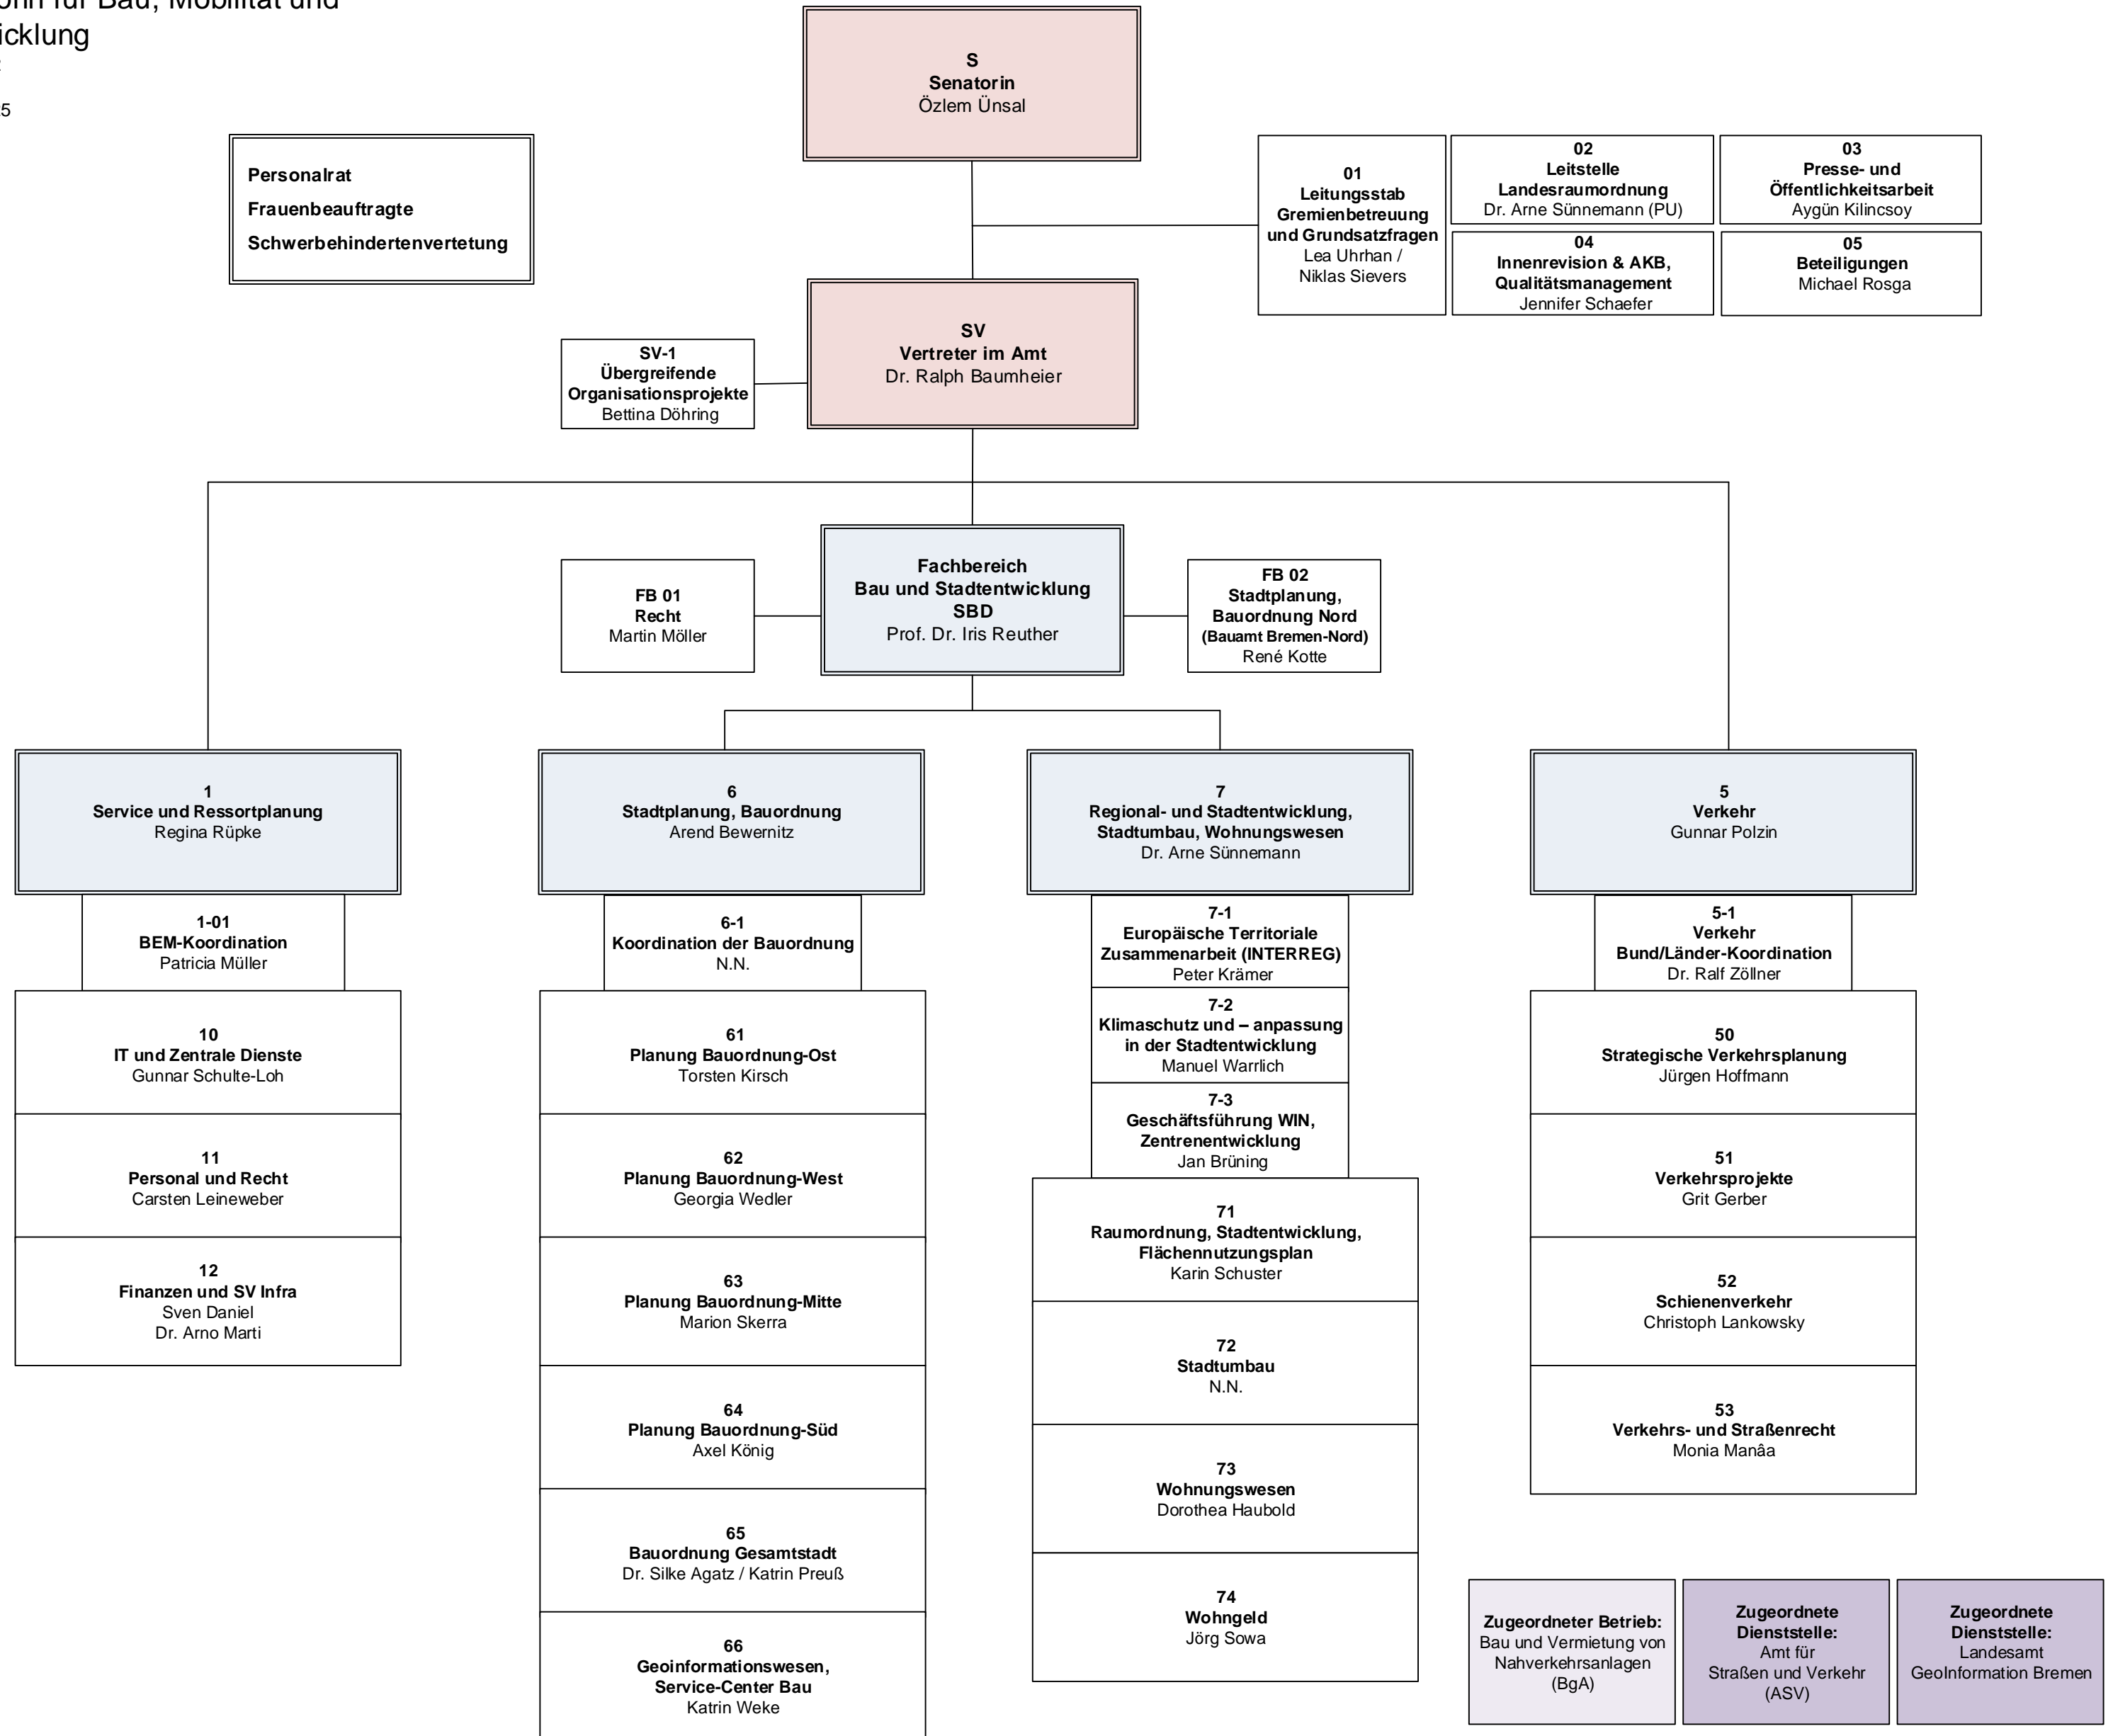 für Bau, Mobilität und
S
Senatorin
Özlem Ünsal
Personalrat
Frauenbeauftragte
Schwerbehindertenvertetung
01
Leitungsstab
Gremienbetreuung
und Grundsatzfragen
Lea Uhrhan /
Niklas Sievers
02
Leitstelle
Landesraumordnung
Dr. Arne Sünnemann (PU)
03
Presse- und
Öffentlichkeitsarbeit
Aygün Kilincsoy
04
Innenrevision & AKB,
Qualitätsmanagement
Jennifer Schaefer
05
Beteiligungen
Michael Rosga
SV
Vertreter im Amt
Dr. Ralph Baumheier
SV-1
Übergreifende
Organisationsprojekte
Bettina Döhring
Fachbereich
Bau und Stadtentwicklung
SBD
Prof. Dr. Iris Reuther
FB 01
Recht
Martin Möller
FB 02
Stadtplanung,
Bauordnung Nord
(Bauamt Bremen-Nord)
René Kotte
1
Service und Ressortplanung
Regina Rüpke
1-01
BEM-Koordination
Patricia Müller
10
IT und Zentrale Dienste
Gunnar Schulte-Loh
11
Personal und Recht
Carsten Leineweber
12
Finanzen und SV Infra
Sven Daniel
Dr. Arno Marti
6
Stadtplanung, Bauordnung
Arend Bewernitz
6-1
Koordination der Bauordnung
N.N.
61
Planung Bauordnung-Ost
Torsten Kirsch
62
Planung Bauordnung-West
Georgia Wedler
63
Planung Bauordnung-Mitte
Marion Skerra
64
Planung Bauordnung-Süd
Axel König
65
Bauordnung Gesamtstadt
Dr. Silke Agatz / Katrin Preuß
66
Geoinformationswesen,
Service-Center Bau
Katrin Weke
7
Regional- und Stadtentwicklung,
Stadtumbau, Wohnungswesen
Dr. Arne Sünnemann
7-1
Europäische Territoriale
Zusammenarbeit (INTERREG)
Peter Krämer
7-2
Klimaschutz und – anpassung
in der Stadtentwicklung
Manuel Warrlich
7-3
Geschäftsführung WIN,
Zentrenentwicklung
Jan Brüning
71
Raumordnung, Stadtentwicklung,
Flächennutzungsplan
Karin Schuster
72
Stadtumbau
N.N.
73
Wohnungswesen
Dorothea Haubold
74
Wohngeld
Jörg Sowa
5
Verkehr
Gunnar Polzin
5-1
Verkehr
Bund/Länder-Koordination
Dr. Ralf Zöllner
50
Strategische Verkehrsplanung
Jürgen Hoffmann
51
Verkehrsprojekte
Grit Gerber
52
Schienenverkehr
Christoph Lankowsky
53
Verkehrs- und Straßenrecht
Monia Manâa
Zugeordneter Betrieb:
Bau und Vermietung von
Nahverkehrsanlagen
(BgA)
Zugeordnete
Dienststelle:
Amt für
Straßen und Verkehr
(ASV)
Zugeordnete
Dienststelle:
Landesamt
GeoInformation Bremen